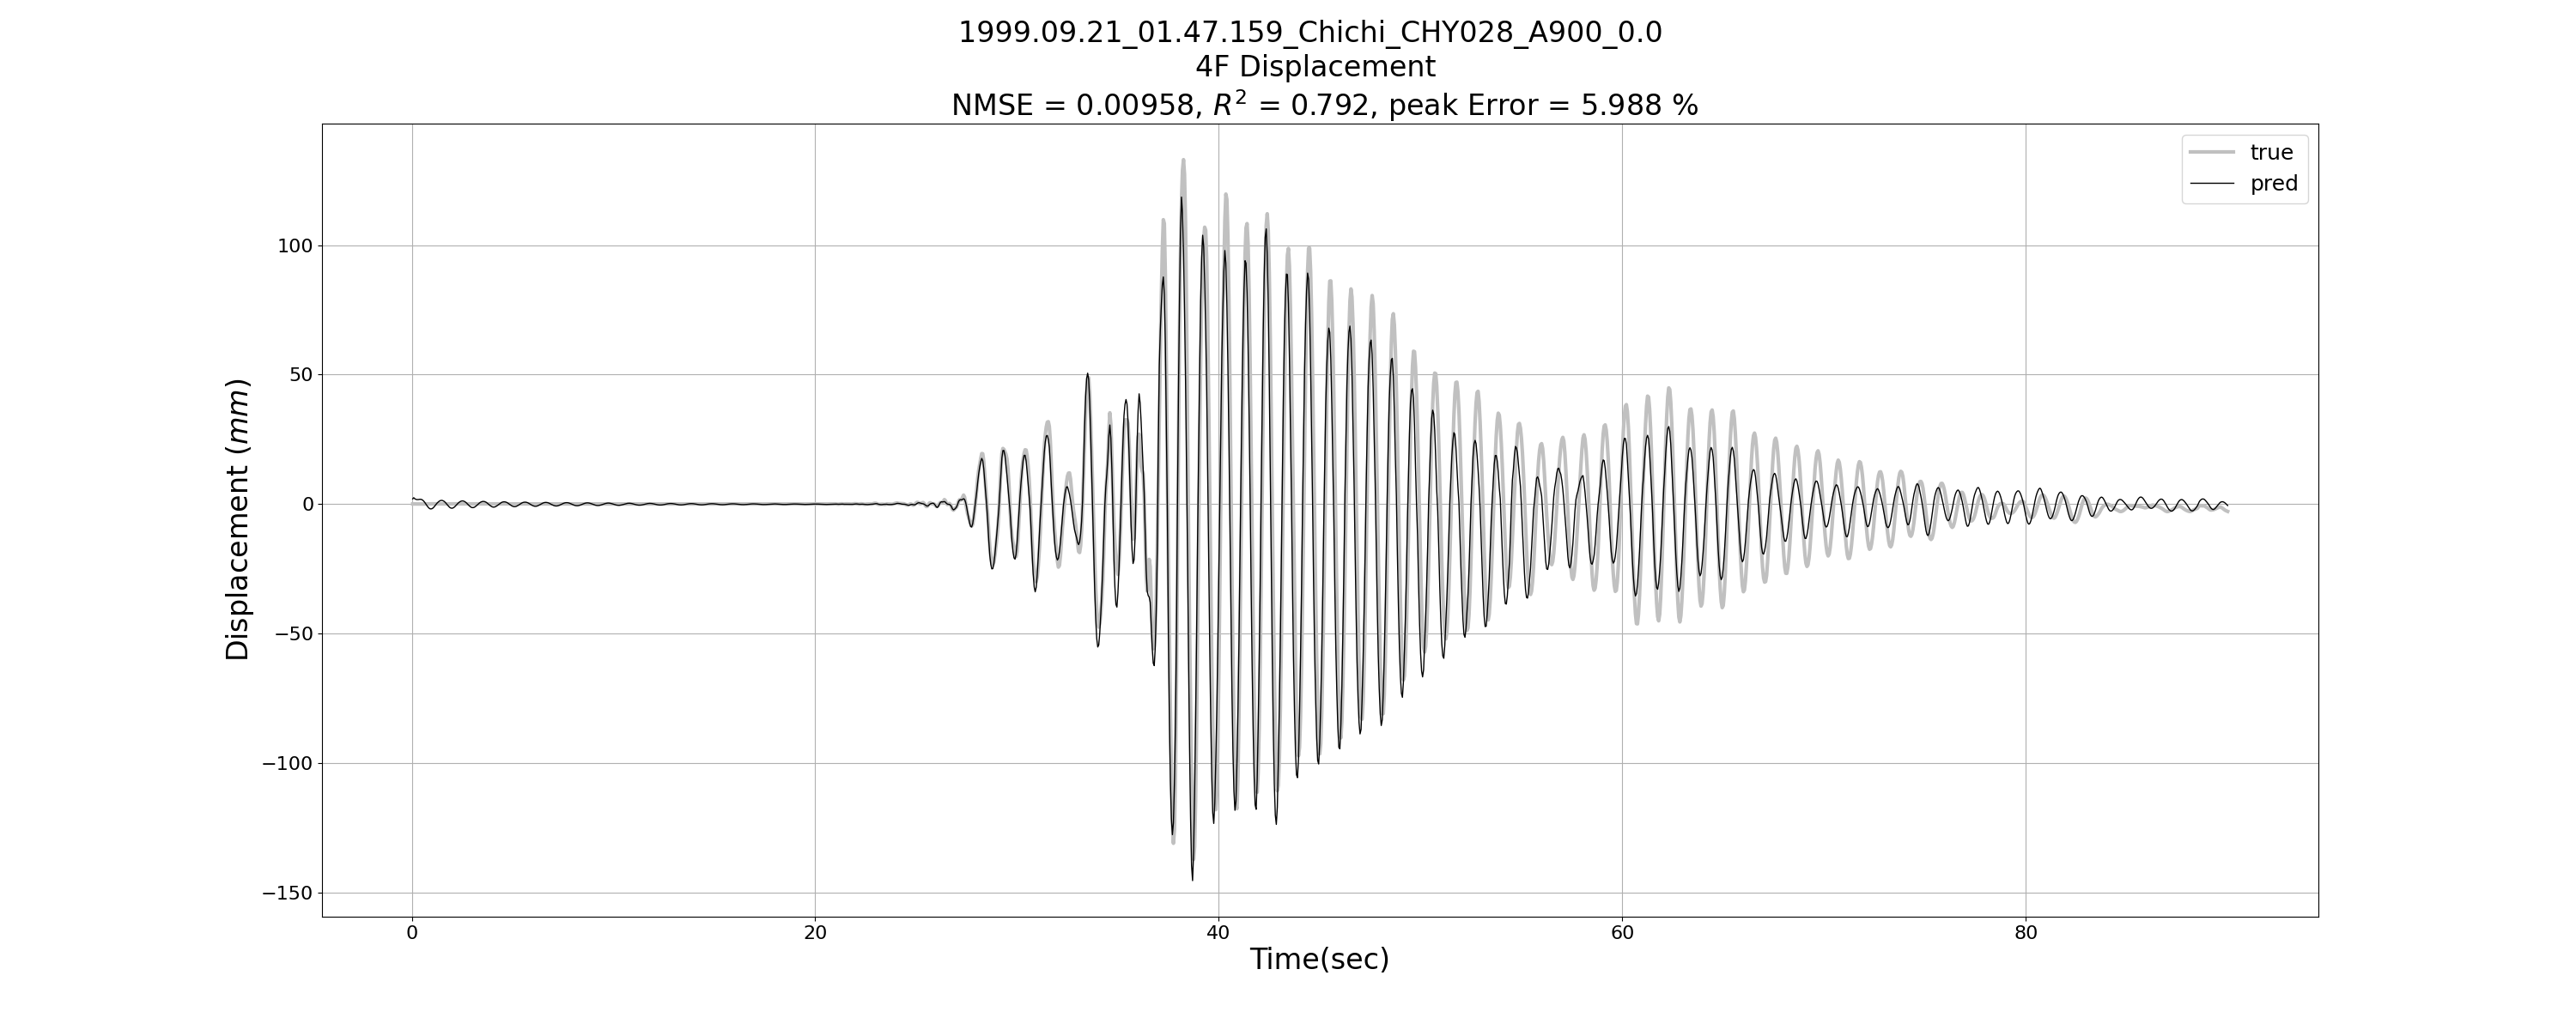 1999.09.21_01.47.159_Chichi_CHY028_A900_0.0
4F Displacement
NMSE = 0.00958, R² = 0.792, peak Error = 5.988 %
true
pred
Displacement (mm)
100
50
0
−50
−100
−150
0
20
40
60
80
Time(sec)